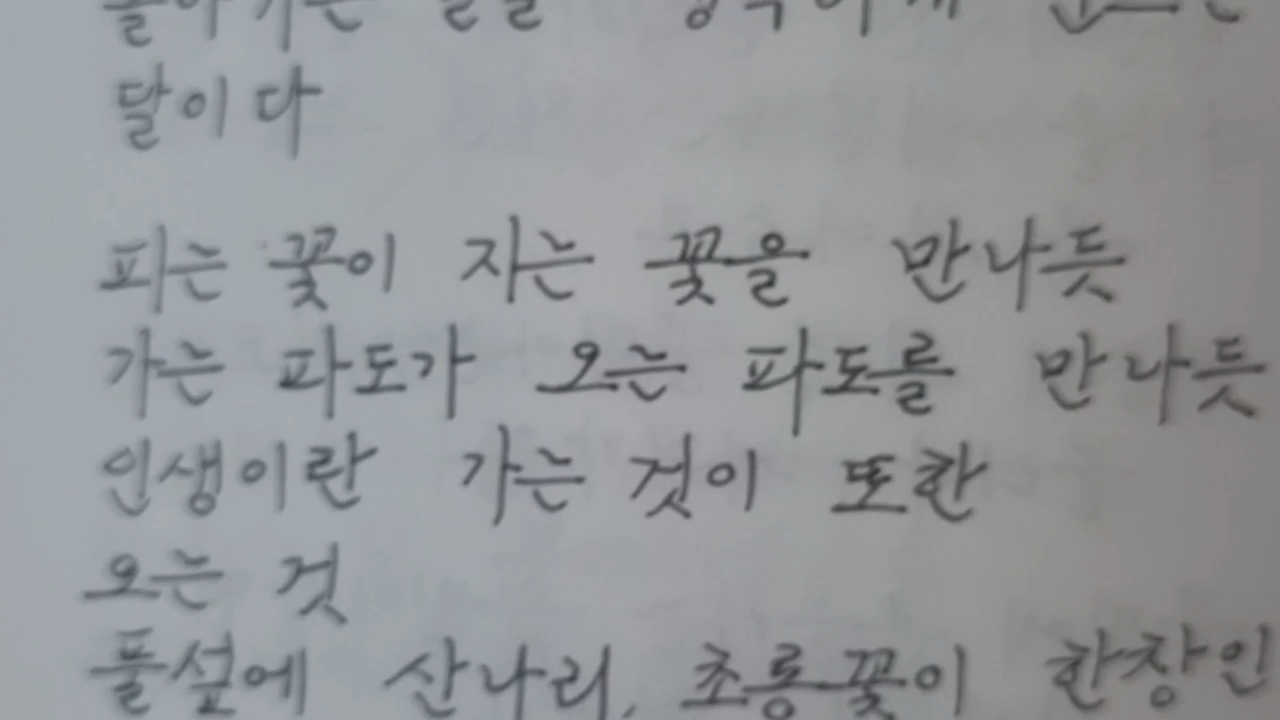 달이다
피는 꽃이 지는 꽃을 만나듯
가는 파도가 오는 파도를 만나듯
인생이란 가는 것이 또한
오는 것
풀섶에 산나리, 초롱꽃이 한창인